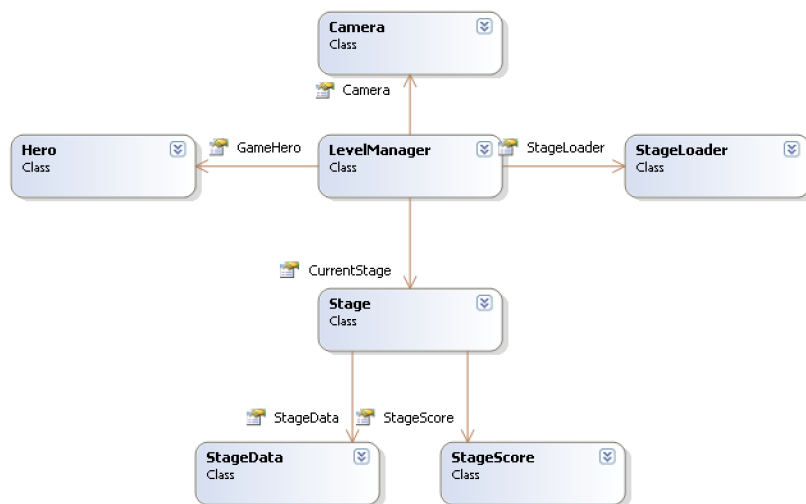 Camera
Class
Camera
Hero
Class
GameHero
LevelManager
Class
StageLoader
StageLoader
Class
CurrentStage
Stage
Class
StageData
StageScore
StageData
Class
StageScore
Class